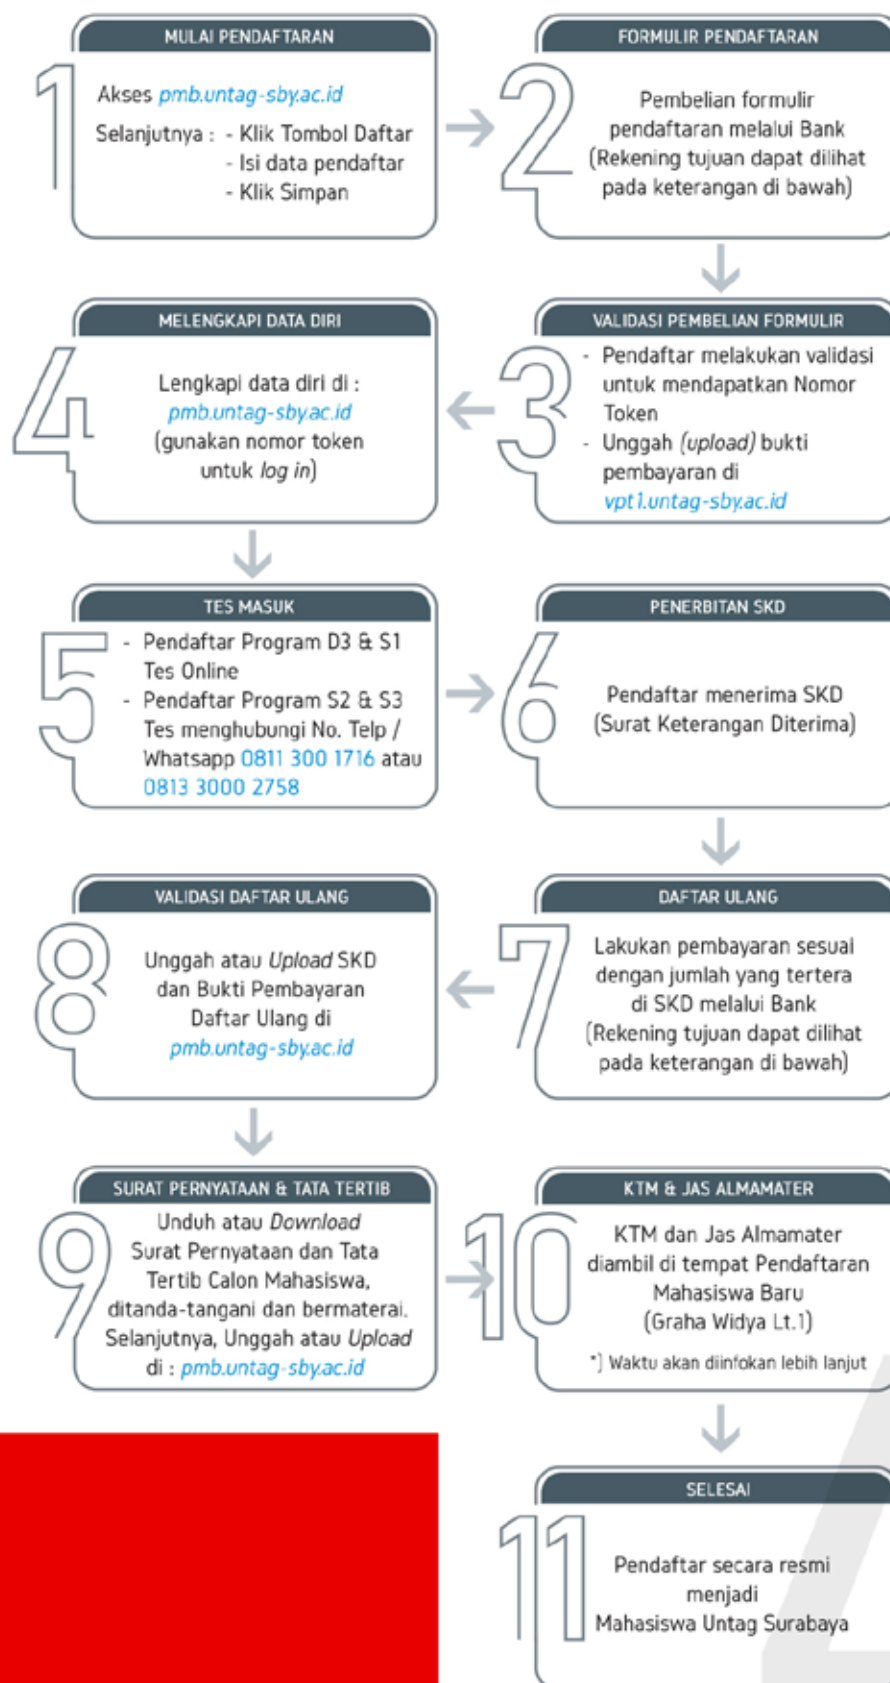 1
MULAI PENDAFTARAN
Akses pmb.untag-sby.ac.id
Selanjutnya : - Klik Tombol Daftar
- Isi data pendaftar
- Klik Simpan
2
FORMULIR PENDAFTARAN
Pembelian formulir
pendaftaran melalui Bank
(Rekening tujuan dapat dilihat
pada keterangan di bawah)
3
VALIDASI PEMBELIAN FORMULIR
- Pendaftar melakukan validasi
untuk mendapatkan Nomor
Token
- Unggah (upload) bukti
pembayaran di
vpt1.untag-sby.ac.id
4
MELENGKAPI DATA DIRI
Lengkapi data diri di :
pmb.untag-sby.ac.id
(gunakan nomor token
untuk log in)
5
TES MASUK
- Pendaftar Program D3 & S1
Tes Online
- Pendaftar Program S2 & S3
Tes menghubungi No. Telp /
Whatsapp 0811 300 1716 atau
0813 3000 2758
6
PENERBITAN SKD
Pendaftar menerima SKD
(Surat Keterangan Diterima)
7
DAFTAR ULANG
Lakukan pembayaran sesuai
dengan jumlah yang tertera
di SKD melalui Bank
(Rekening tujuan dapat dilihat
pada keterangan di bawah)
8
VALIDASI DAFTAR ULANG
Unggah atau Upload SKD
dan Bukti Pembayaran
Daftar Ulang di
pmb.untag-sby.ac.id
9
SURAT PERNYATAAN & TATA TERTIB
Unduh atau Download
Surat Pernyataan dan Tata
Tertib Calon Mahasiswa,
ditanda-tangani dan bermaterai.
Selanjutnya, Unggah atau Upload
di : pmb.untag-sby.ac.id
10
KTM & JAS ALMAMATER
KTM dan Jas Almamater
diambil di tempat Pendaftaran
Mahasiswa Baru
(Graha Widya Lt.1)
*) Waktu akan diinfokan lebih lanjut
11
SELESAI
Pendaftar secara resmi
menjadi
Mahasiswa Untag Surabaya